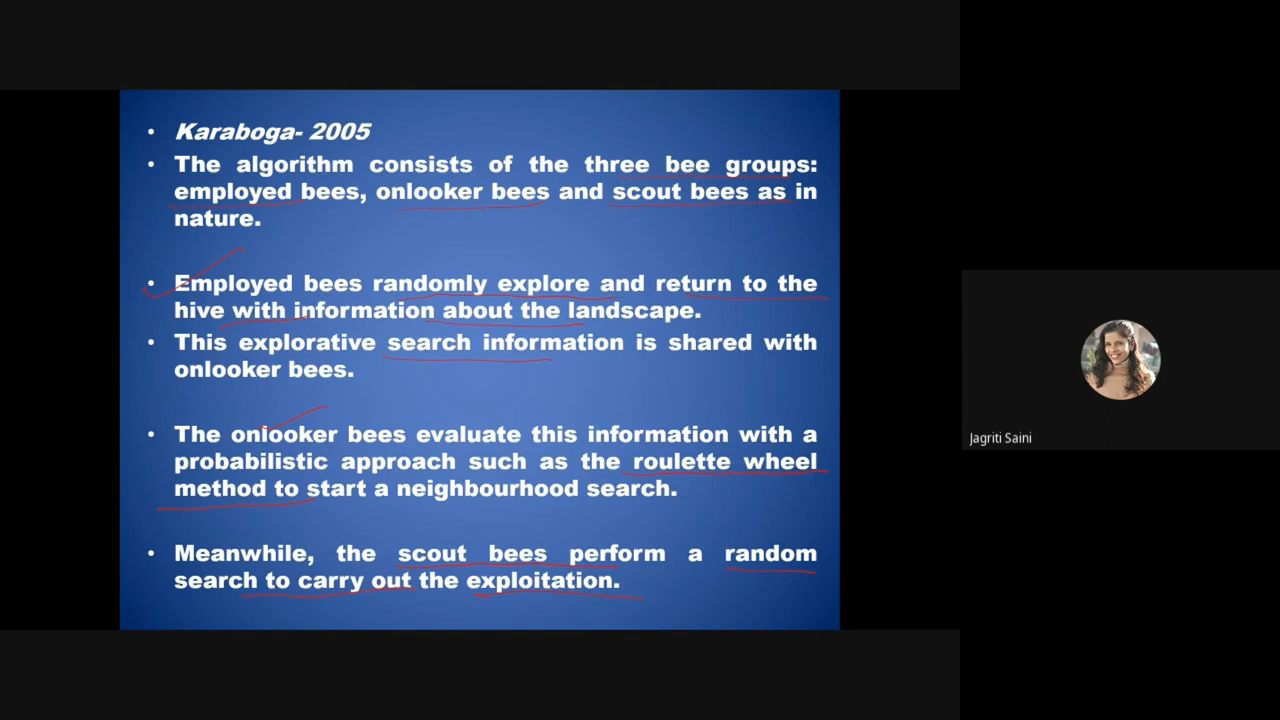 • Karaboga- 2005
• The algorithm consists of the three bee groups:
employed bees, onlooker bees and scout bees as in
nature.
• Employed bees randomly explore and return to the
hive with information about the landscape.
• This explorative search information is shared with
onlooker bees.
• The onlooker bees evaluate this information with a
probabilistic approach such as the roulette wheel
method to start a neighbourhood search.
• Meanwhile, the scout bees perform a random
search to carry out the exploitation.
Jagriti Saini